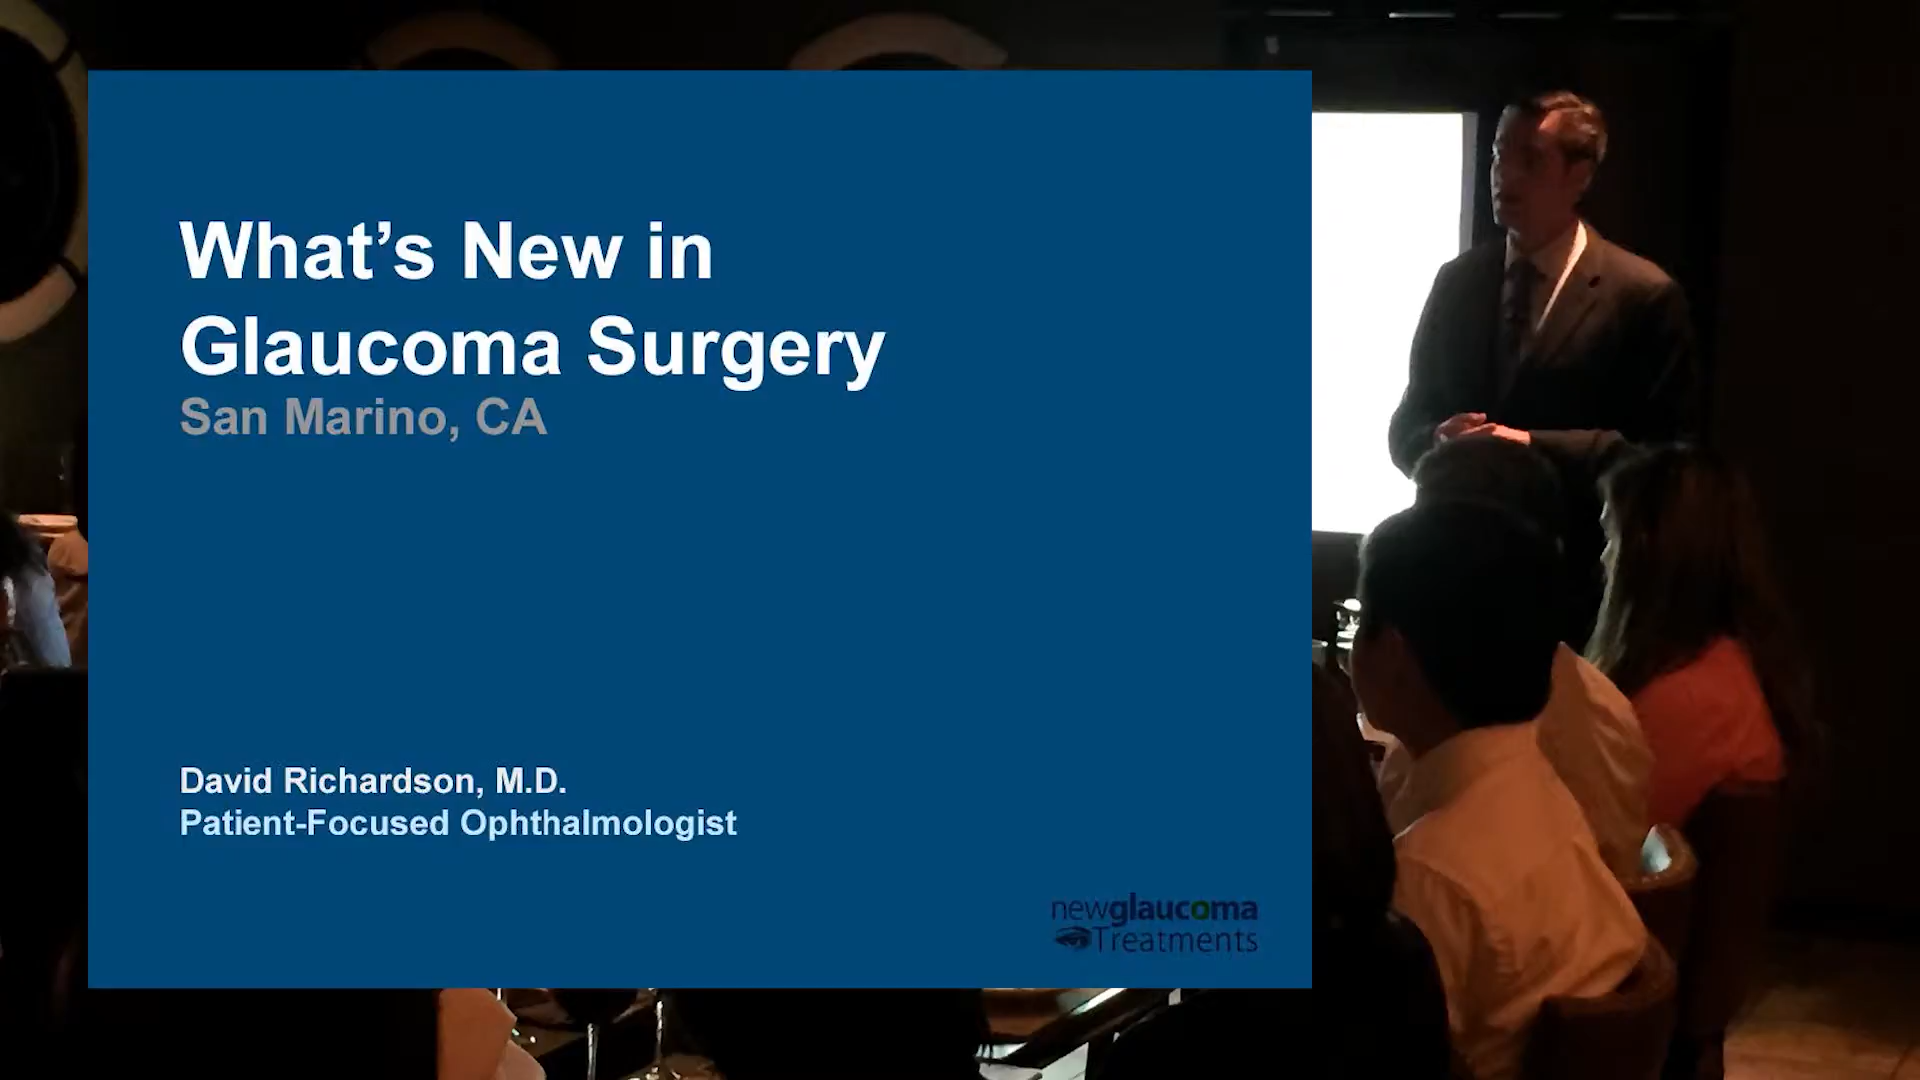 What’s New in
Glaucoma Surgery
San Marino, CA
David Richardson, M.D.
Patient-Focused Ophthalmologist
newglaucoma
Treatments